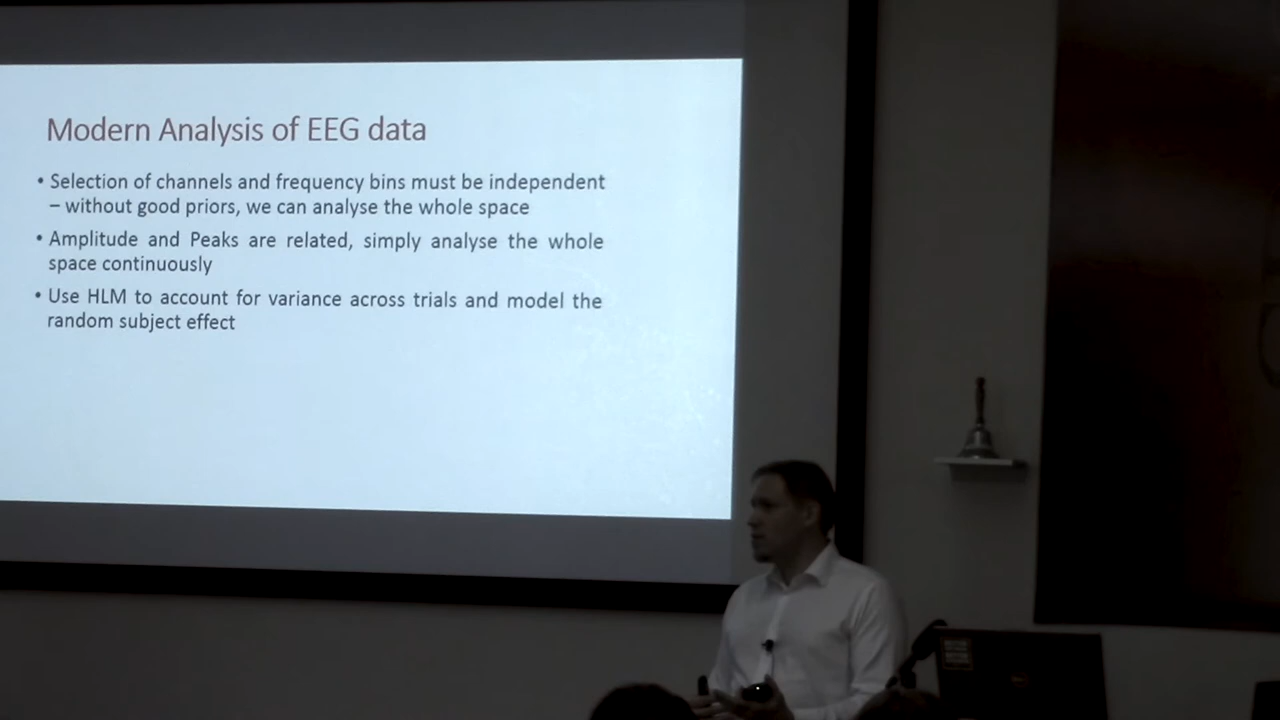 Modern Analysis of EEG data
• Selection of channels and frequency bins must be independent
– without good priors, we can analyse the whole space
• Amplitude and Peaks are related, simply analyse the whole
space continuously
• Use HLM to account for variance across trials and model the
random subject effect